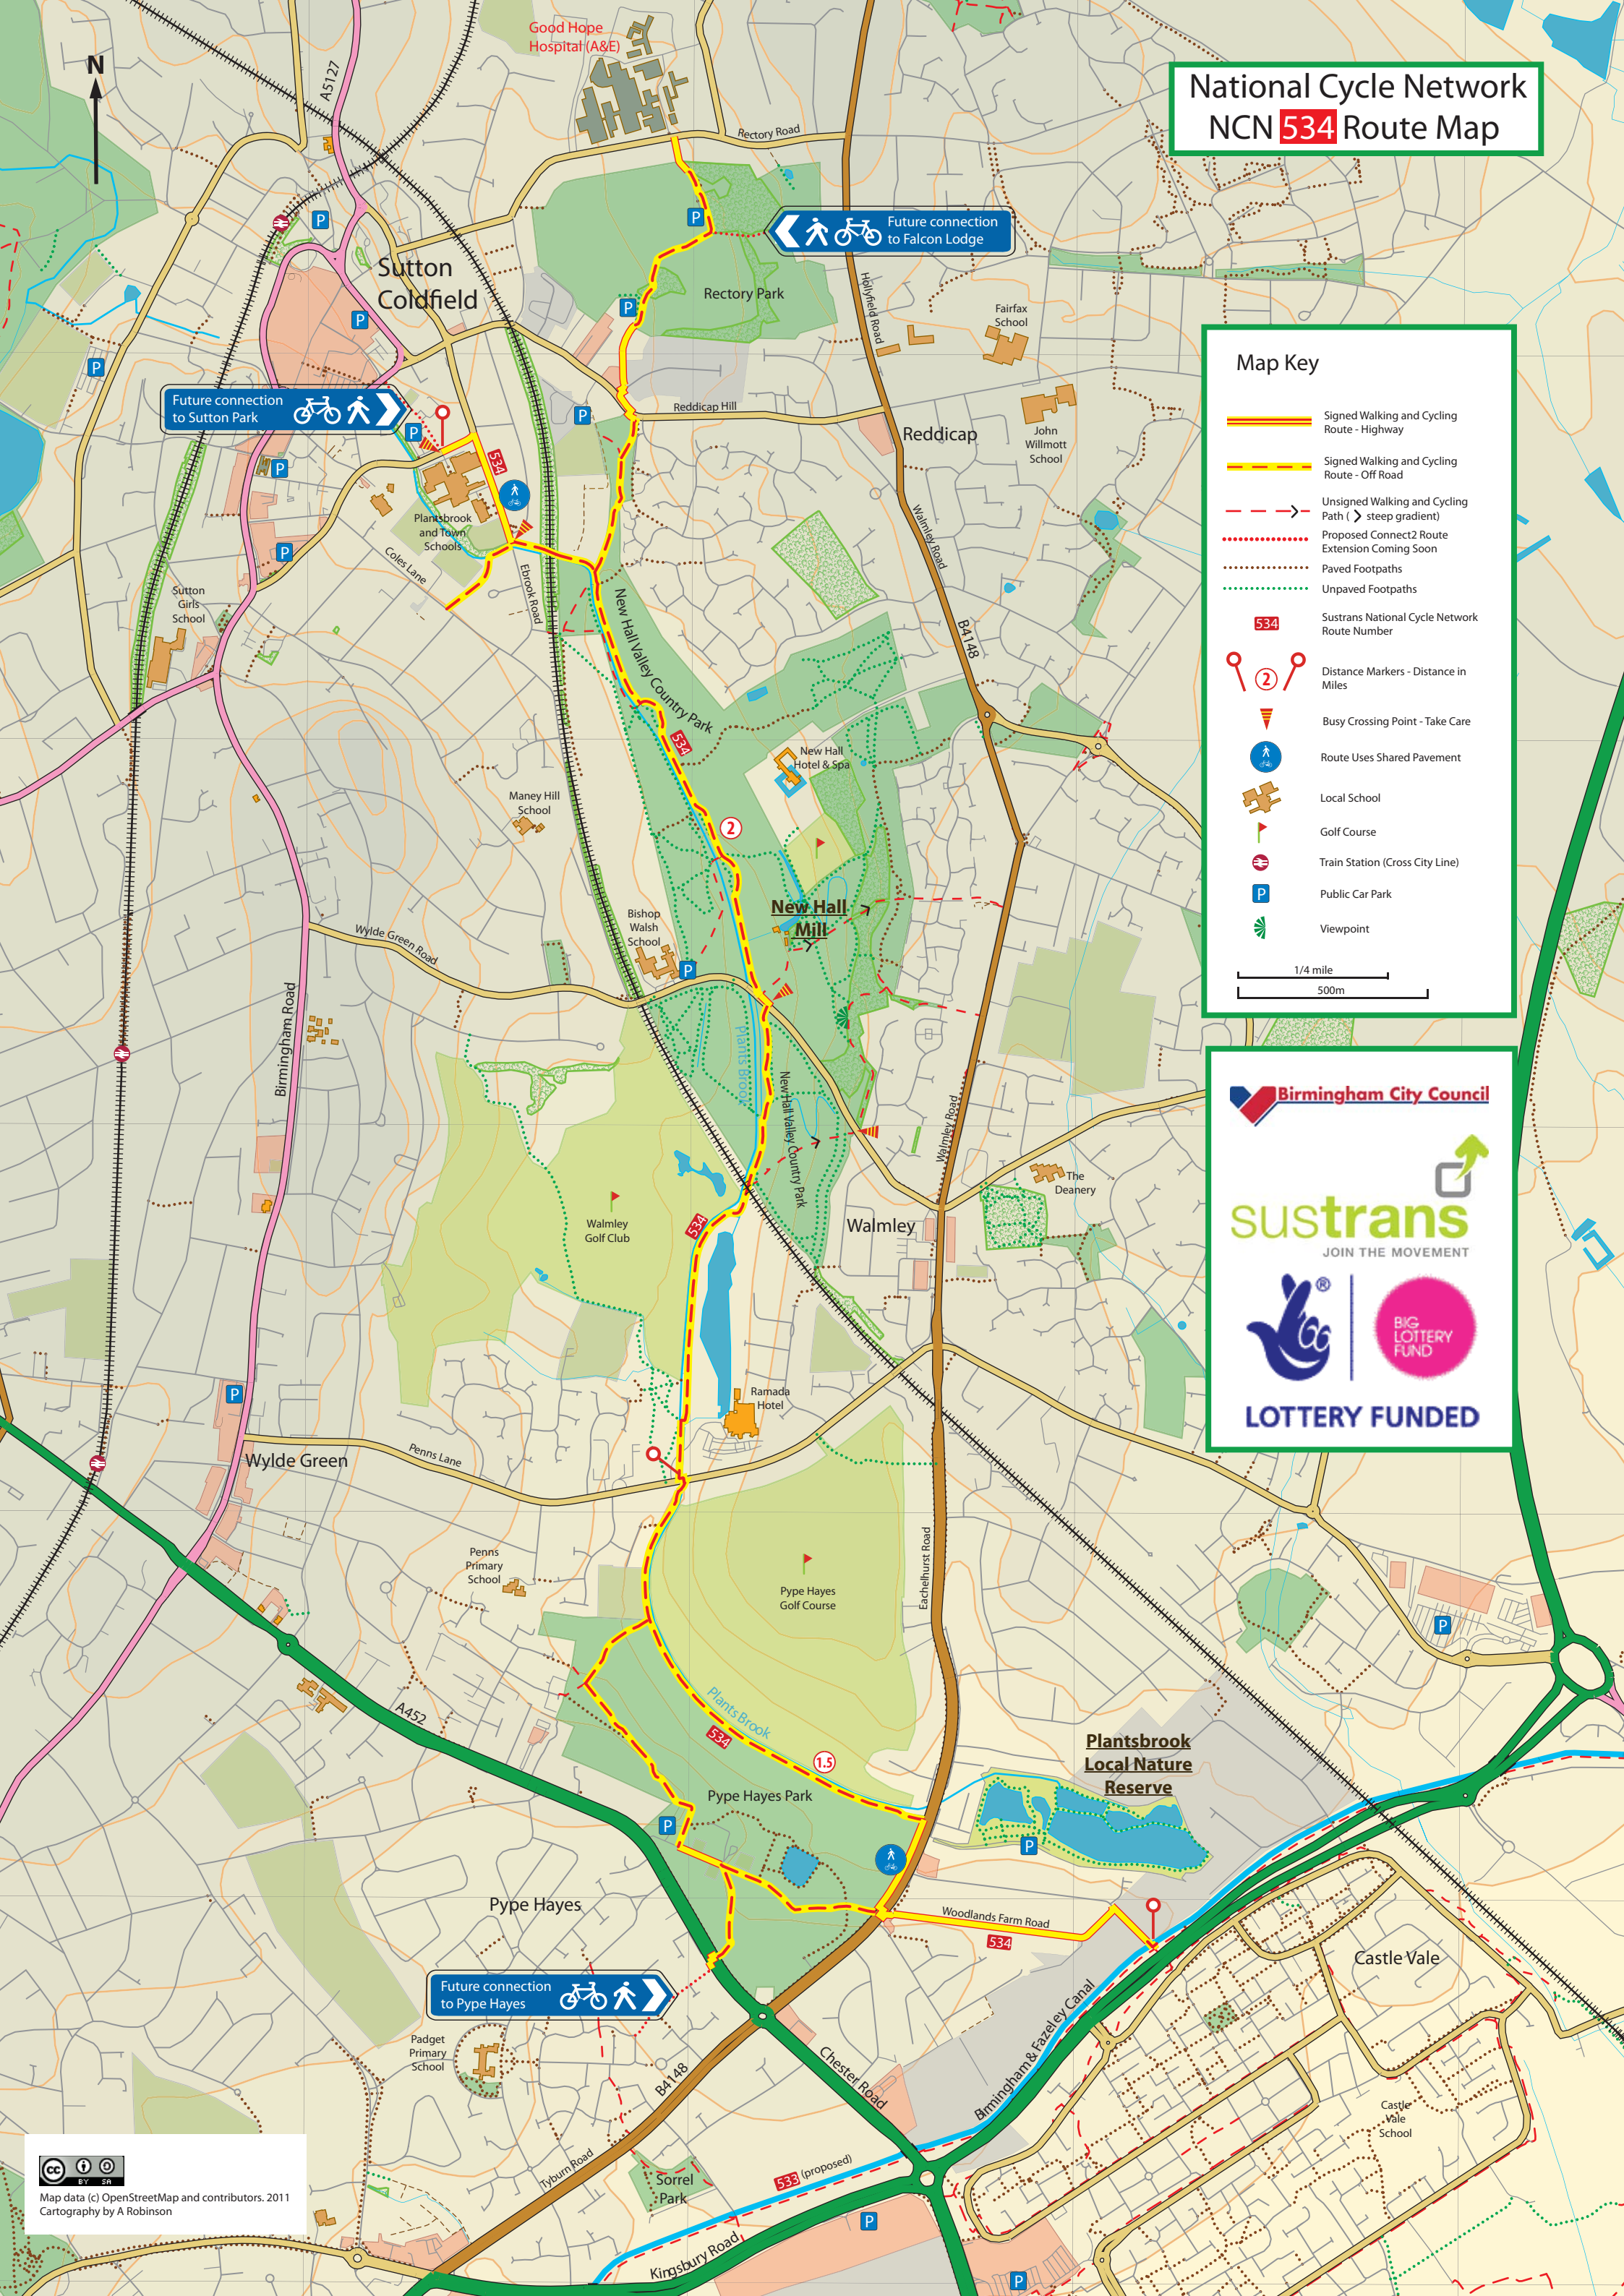 National Cycle Network
NCN 534 Route Map
N
A5127
Good Hope
Hospital (A&E)
Rectory Road
P
P
Future connection
to Falcon Lodge
Sutton
Coldfield
Rectory Park
P
P
Hollyfield Road
Fairfax
School
P
P
Future connection
to Sutton Park
P
Reddicap Hill
Reddicap
John
Willmott
School
P
534
Plantsbrook
and Town
Schools
P
Coles Lane
Ebrook Road
Sutton
Girls
School
Walmley Road
B4148
New Hall Valley Country Park
534
New Hall
Hotel & Spa
Maney Hill
School
2
New Hall
Mill
Bishop
Walsh
School
P
Wylde Green Road
Birmingham Road
Plants Brook
New Hall Valley Country Park
Walmley Road
The
Deanery
Walmley
Golf Club
534
Walmley
Ramada
Hotel
P
Wylde Green
Penns Lane
Penns
Primary
School
Pype Hayes
Golf Course
Eachelhurst Road
A452
Plants Brook
534
1.5
Pype Hayes Park
P
Plantsbrook
Local Nature
Reserve
P
P
Pype Hayes
Woodlands Farm Road
534
Castle Vale
Future connection
to Pype Hayes
Padget
Primary
School
B4148
Chester Road
Birmingham & Fazeley Canal
Castle
Vale
School
Tyburn Road
Sorrel
Park
533 (proposed)
Kingsbury Road
P
P
Map Key
Signed Walking and Cycling
Route - Highway
Signed Walking and Cycling
Route - Off Road
Unsigned Walking and Cycling
Path ( > steep gradient)
Proposed Connect2 Route
Extension Coming Soon
Paved Footpaths
Unpaved Footpaths
534
Sustrans National Cycle Network
Route Number
2
Distance Markers - Distance in
Miles
Busy Crossing Point - Take Care
Route Uses Shared Pavement
Local School
Golf Course
Train Station (Cross City Line)
P
Public Car Park
Viewpoint
1/4 mile
500m
Birmingham City Council
sustrans
JOIN THE MOVEMENT
®
BIG
LOTTERY
FUND
LOTTERY FUNDED
cc
BY SA
Map data (c) OpenStreetMap and contributors. 2011
Cartography by A Robinson